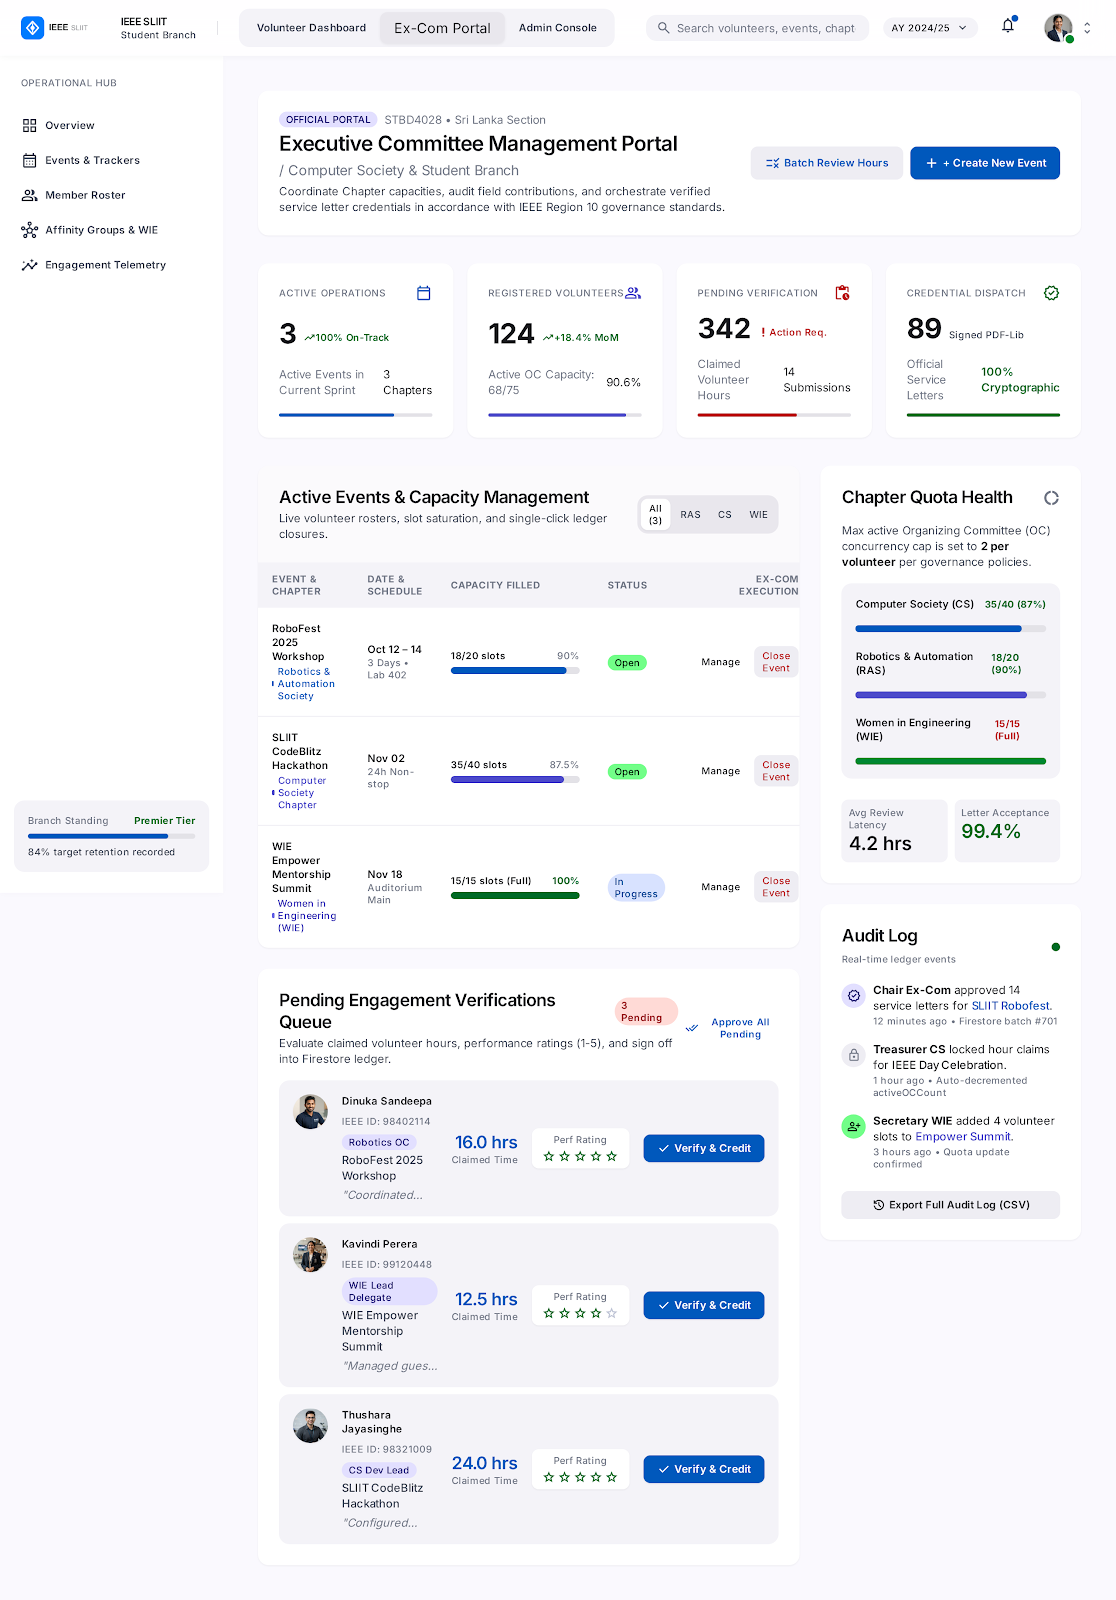 IEEE SLIIT
IEEE SLIIT
Student Branch
Volunteer Dashboard
Ex-Com Portal
Admin Console
Search volunteers, events, chapt
AY 2024/25
OPERATIONAL HUB
Overview
Events & Trackers
Member Roster
Affinity Groups & WIE
Engagement Telemetry
Branch Standing
Premier Tier
84% target retention recorded
OFFICIAL PORTAL
STBD4028 • Sri Lanka Section
Executive Committee Management Portal
/ Computer Society & Student Branch
Coordinate Chapter capacities, audit field contributions, and orchestrate verified
service letter credentials in accordance with IEEE Region 10 governance standards.
Batch Review Hours
+ Create New Event
ACTIVE OPERATIONS
3
100% On-Track
Active Events in
Current Sprint
3
Chapters
REGISTERED VOLUNTEERS
124
+18.4% MoM
Active OC Capacity:
68/75
90.6%
PENDING VERIFICATION
342
! Action Req.
Claimed
Volunteer
Hours
14
Submissions
CREDENTIAL DISPATCH
89
Signed PDF-Lib
Official
Service
Letters
100%
Cryptographic
Active Events & Capacity Management
Live volunteer rosters, slot saturation, and single-click ledger
closures.
All
(3)
RAS
CS
WIE
EVENT &
CHAPTER
DATE &
SCHEDULE
CAPACITY FILLED
STATUS
EX-COM
EXECUTION
RoboFest
2025
Workshop
Robotics &
Automation
Society
Oct 12 – 14
3 Days •
Lab 402
18/20 slots
90%
Open
Manage
Close
Event
SLIIT
CodeBlitz
Hackathon
Computer
Society
Chapter
Nov 02
24h Non-
stop
35/40 slots
87.5%
Open
Manage
Close
Event
WIE
Empower
Mentorship
Summit
Women in
Engineering
(WIE)
Nov 18
Auditorium
Main
15/15 slots (Full)
100%
In
Progress
Manage
Close
Event
Pending Engagement Verifications
Queue
3
Pending
Evaluate claimed volunteer hours, performance ratings (1-5), and sign off
into Firestore ledger.
Approve All
Pending
Dinuka Sandeepa
IEEE ID: 98402114
Robotics OC
RoboFest 2025
Workshop
"Coordinated...
16.0 hrs
Claimed Time
Perf Rating
Verify & Credit
Kavindi Perera
IEEE ID: 99120448
WIE Lead
Delegate
WIE Empower
Mentorship
Summit
"Managed gues...
12.5 hrs
Claimed Time
Perf Rating
Verify & Credit
Thushara
Jayasinghe
IEEE ID: 98321009
CS Dev Lead
SLIIT CodeBlitz
Hackathon
"Configured...
24.0 hrs
Claimed Time
Perf Rating
Verify & Credit
Chapter Quota Health
Max active Organizing Committee (OC)
concurrency cap is set to 2 per
volunteer per governance policies.
Computer Society (CS)
35/40 (87%)
Robotics & Automation
(RAS)
18/20
(90%)
Women in Engineering
(WIE)
15/15
(Full)
Avg Review
Latency
4.2 hrs
Letter Acceptance
99.4%
Audit Log
Real-time ledger events
Chair Ex-Com approved 14
service letters for SLIIT Robofest.
12 minutes ago • Firestore batch #701
Treasurer CS locked hour claims
for IEEE Day Celebration.
1 hour ago • Auto-decremented
activeOCCount
Secretary WIE added 4 volunteer
slots to Empower Summit.
3 hours ago • Quota update
confirmed
Export Full Audit Log (CSV)